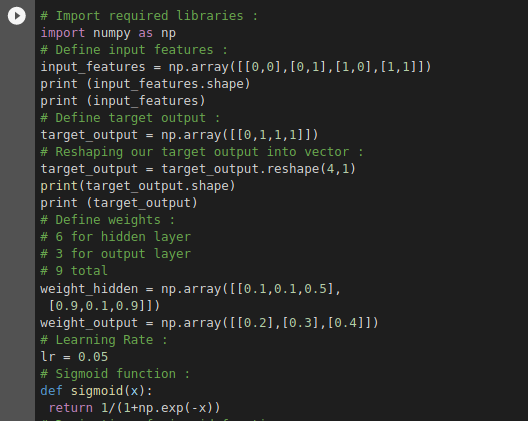 # Import required libraries :
import numpy as np
# Define input features :
input_features = np.array([[0,0],[0,1],[1,0],[1,1]])
print (input_features.shape)
print (input_features)
# Define target output :
target_output = np.array([[0,1,1,1]])
# Reshaping our target output into vector :
target_output = target_output.reshape(4,1)
print(target_output.shape)
print (target_output)
# Define weights :
# 6 for hidden layer
# 3 for output layer
# 9 total
weight_hidden = np.array([[0.1,0.1,0.5],
 [0.9,0.1,0.9]])
weight_output = np.array([[0.2],[0.3],[0.4]])
# Learning Rate :
lr = 0.05
# Sigmoid function :
def sigmoid(x):
 return 1/(1+np.exp(-x))